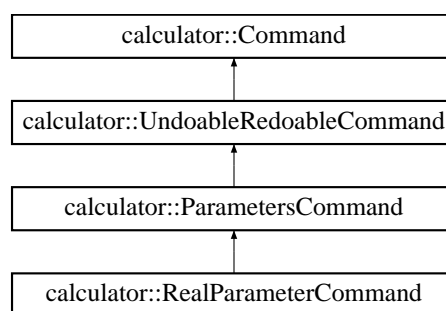 calculator::Command
calculator::UndoableRedoableCommand
calculator::ParametersCommand
calculator::RealParameterCommand